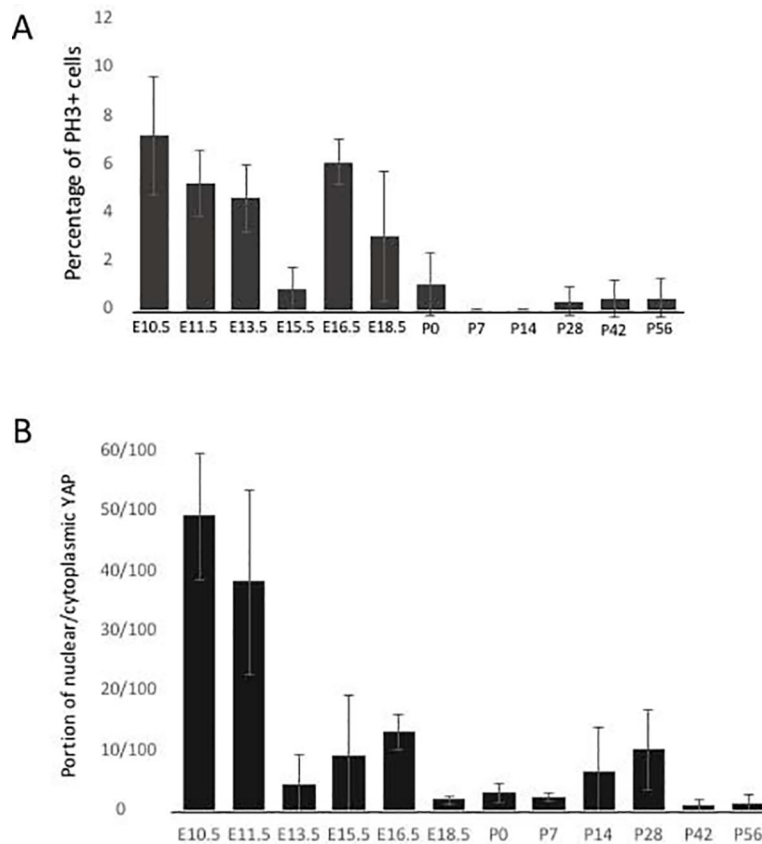 A
Percentage of PH3+ cells
12
10
8
6
4
2
0
E10.5 E11.5 E13.5 E15.5 E16.5 E18.5 P0 P7 P14 P28 P42 P56
B
Portion of nuclear/cytoplasmic YAP
60/100
50/100
40/100
30/100
20/100
10/100
0
E10.5 E11.5 E13.5 E15.5 E16.5 E18.5 P0 P7 P14 P28 P42 P56